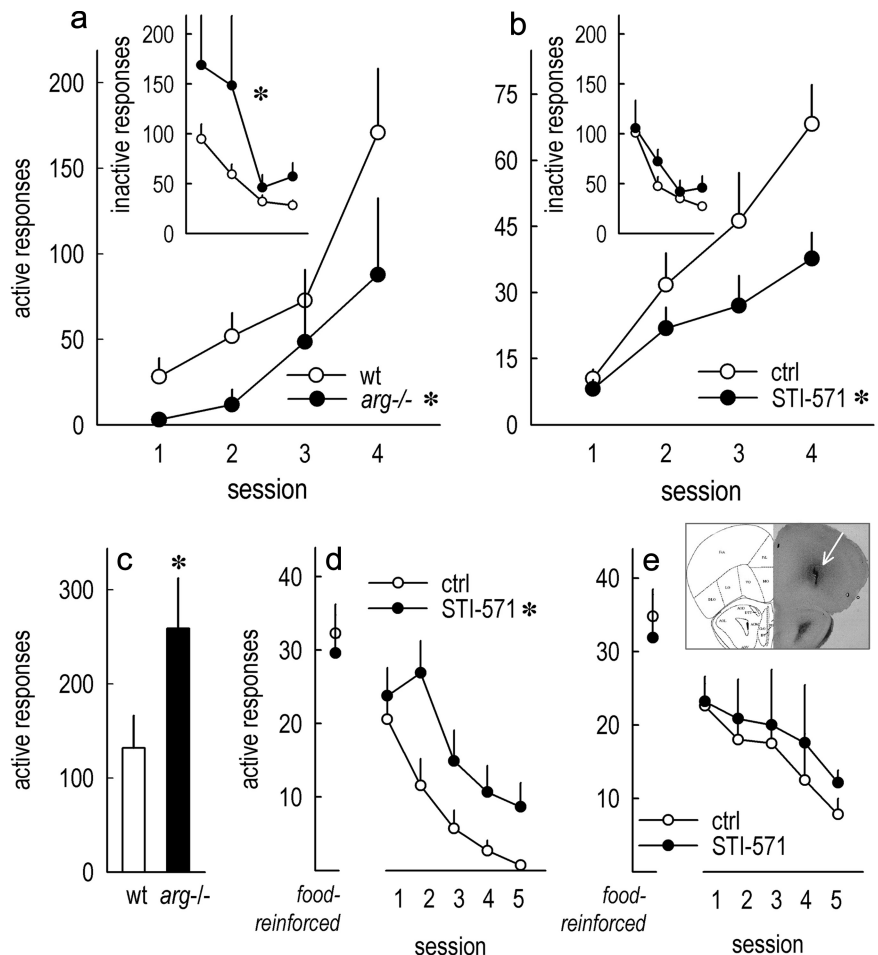 a
active responses
200
150
100
50
0
inactive responses
200
150
100
50
0
*
wt
arg-/- *
1 2 3 4
session
b
75
60
45
30
15
0
inactive responses
200
150
100
50
0
ctrl
STI-571 *
1 2 3 4
session
c
active responses
300
200
100
0
*
wt arg-/-
d
active responses
40
30
20
10
ctrl
STI-571 *
food-
reinforced
1 2 3 4 5
session
e
active responses
40
30
20
10
ctrl
STI-571
food-
reinforced
1 2 3 4 5
session